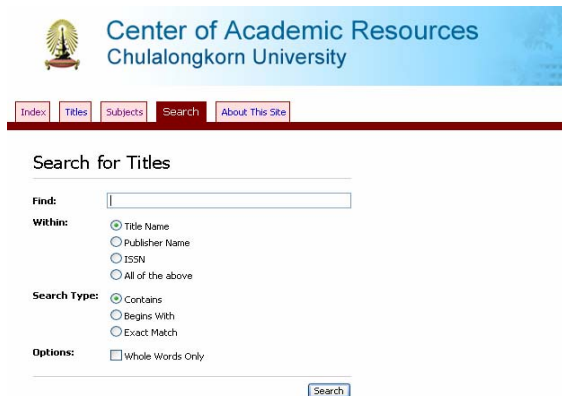 Center of Academic Resources
Chulalongkorn University
Index Titles Subjects Search About This Site
Search for Titles
Find:
Within: Title Name
Publisher Name
ISSN
All of the above
Search Type: Contains
Begins With
Exact Match
Options: Whole Words Only
Search